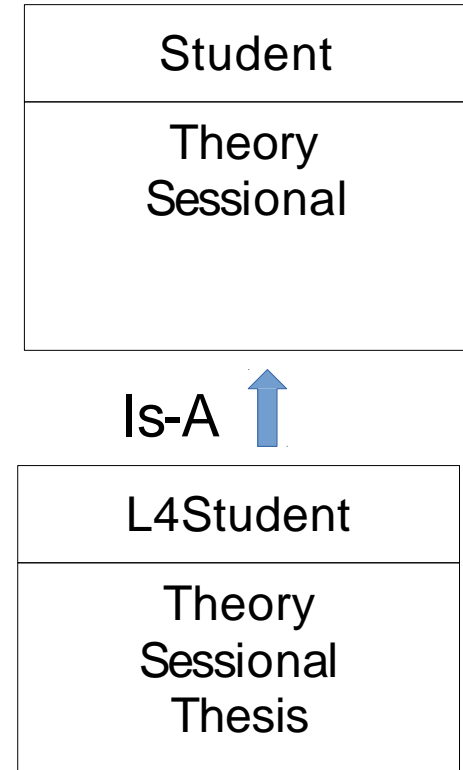 Student
Theory
Sessional
Is-A
L4Student
Theory
Sessional
Thesis